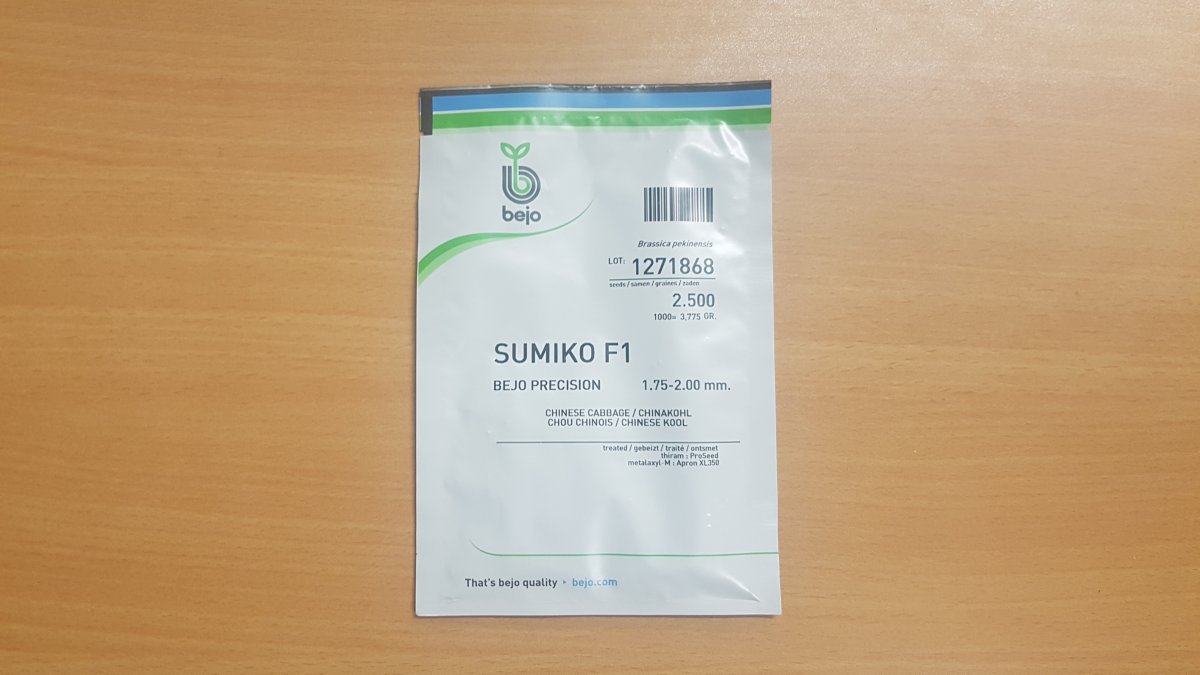 bejo
Brassica pekinensis
LOT: 1271868
seeds / samen / graines / zaden
2.500
1000= 3,775 GR.
SUMIKO F1
BEJO PRECISION 1.75-2.00 mm.
CHINESE CABBAGE / CHINAKOHL
CHOU CHINOIS / CHINESE KOOL
treated / gebeizt / traité / ontsmet
thiram : ProSeed
metalaxyl-M : Apron XL350
That's bejo quality ▸ bejo.com